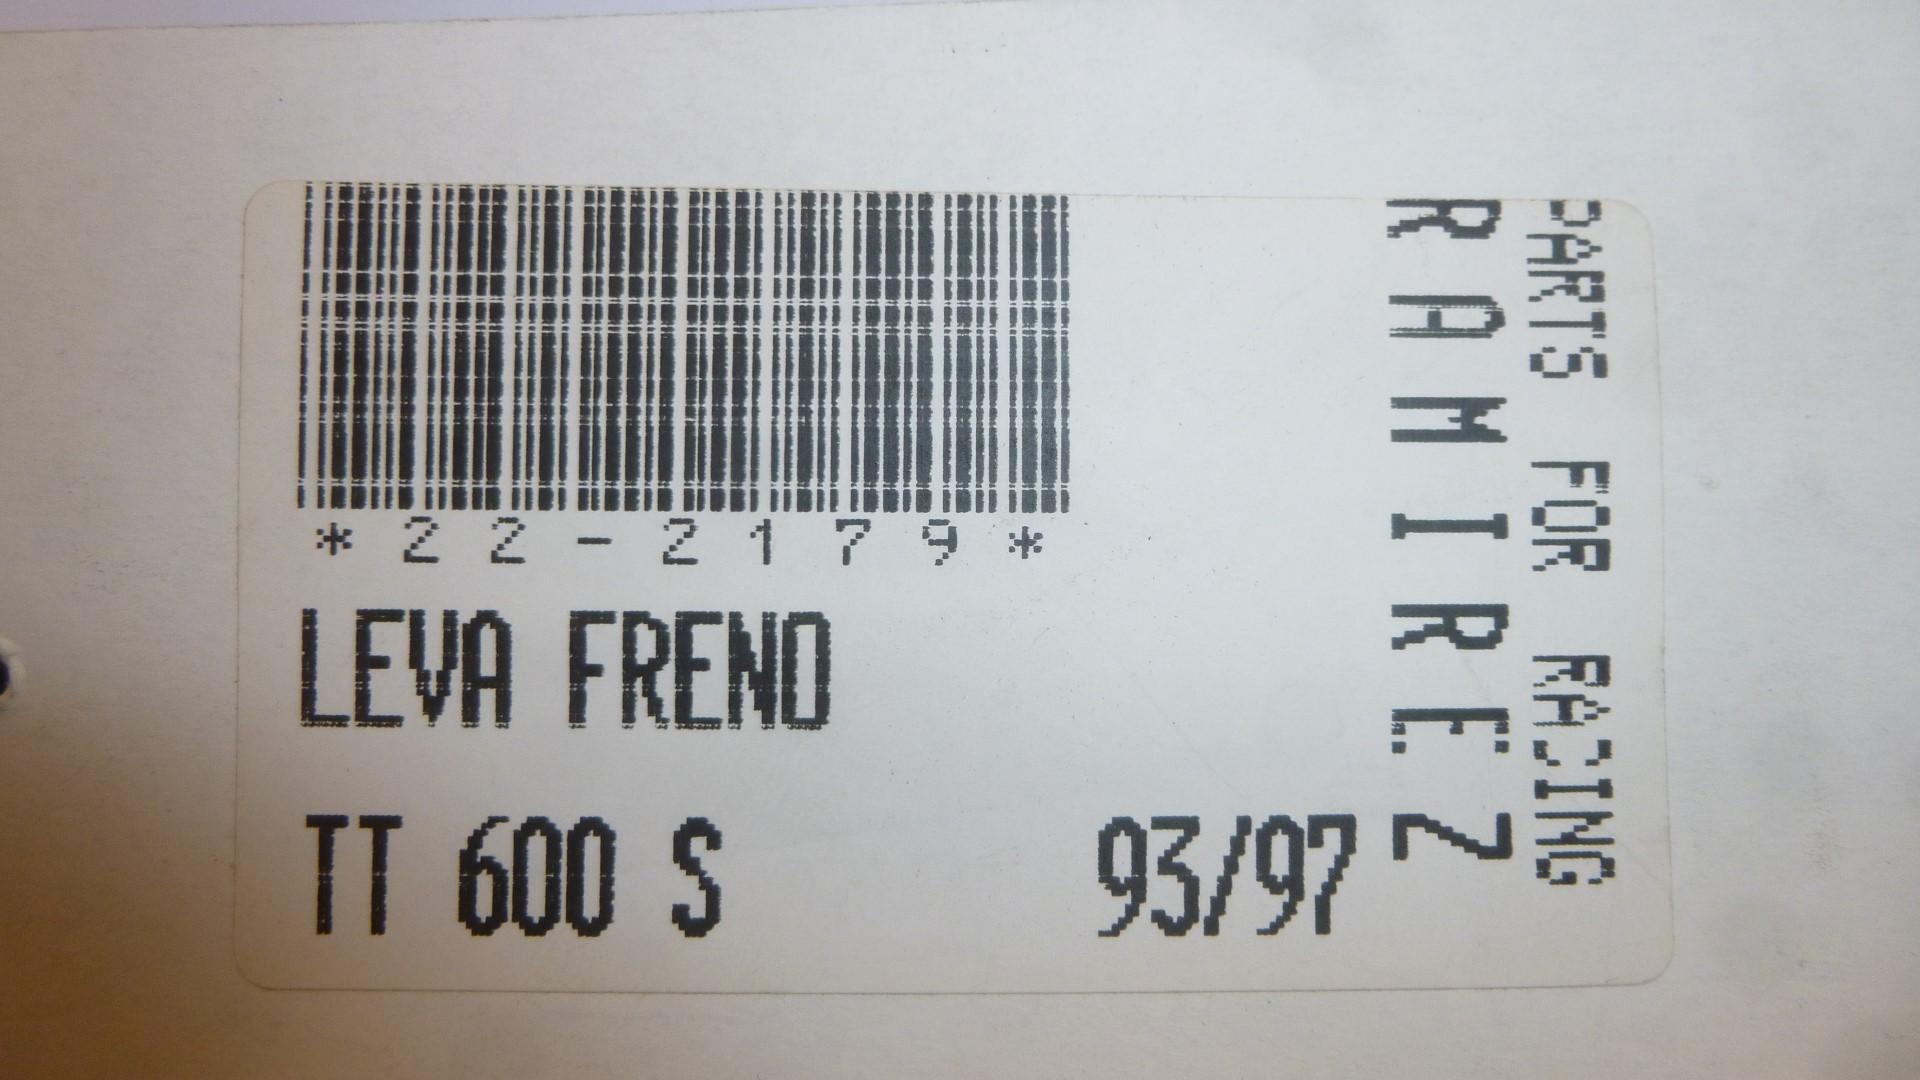 *22-2179*
LEVA FRENO
TT 600 S 93/97
RAMIREZ
PARTS FOR RACING